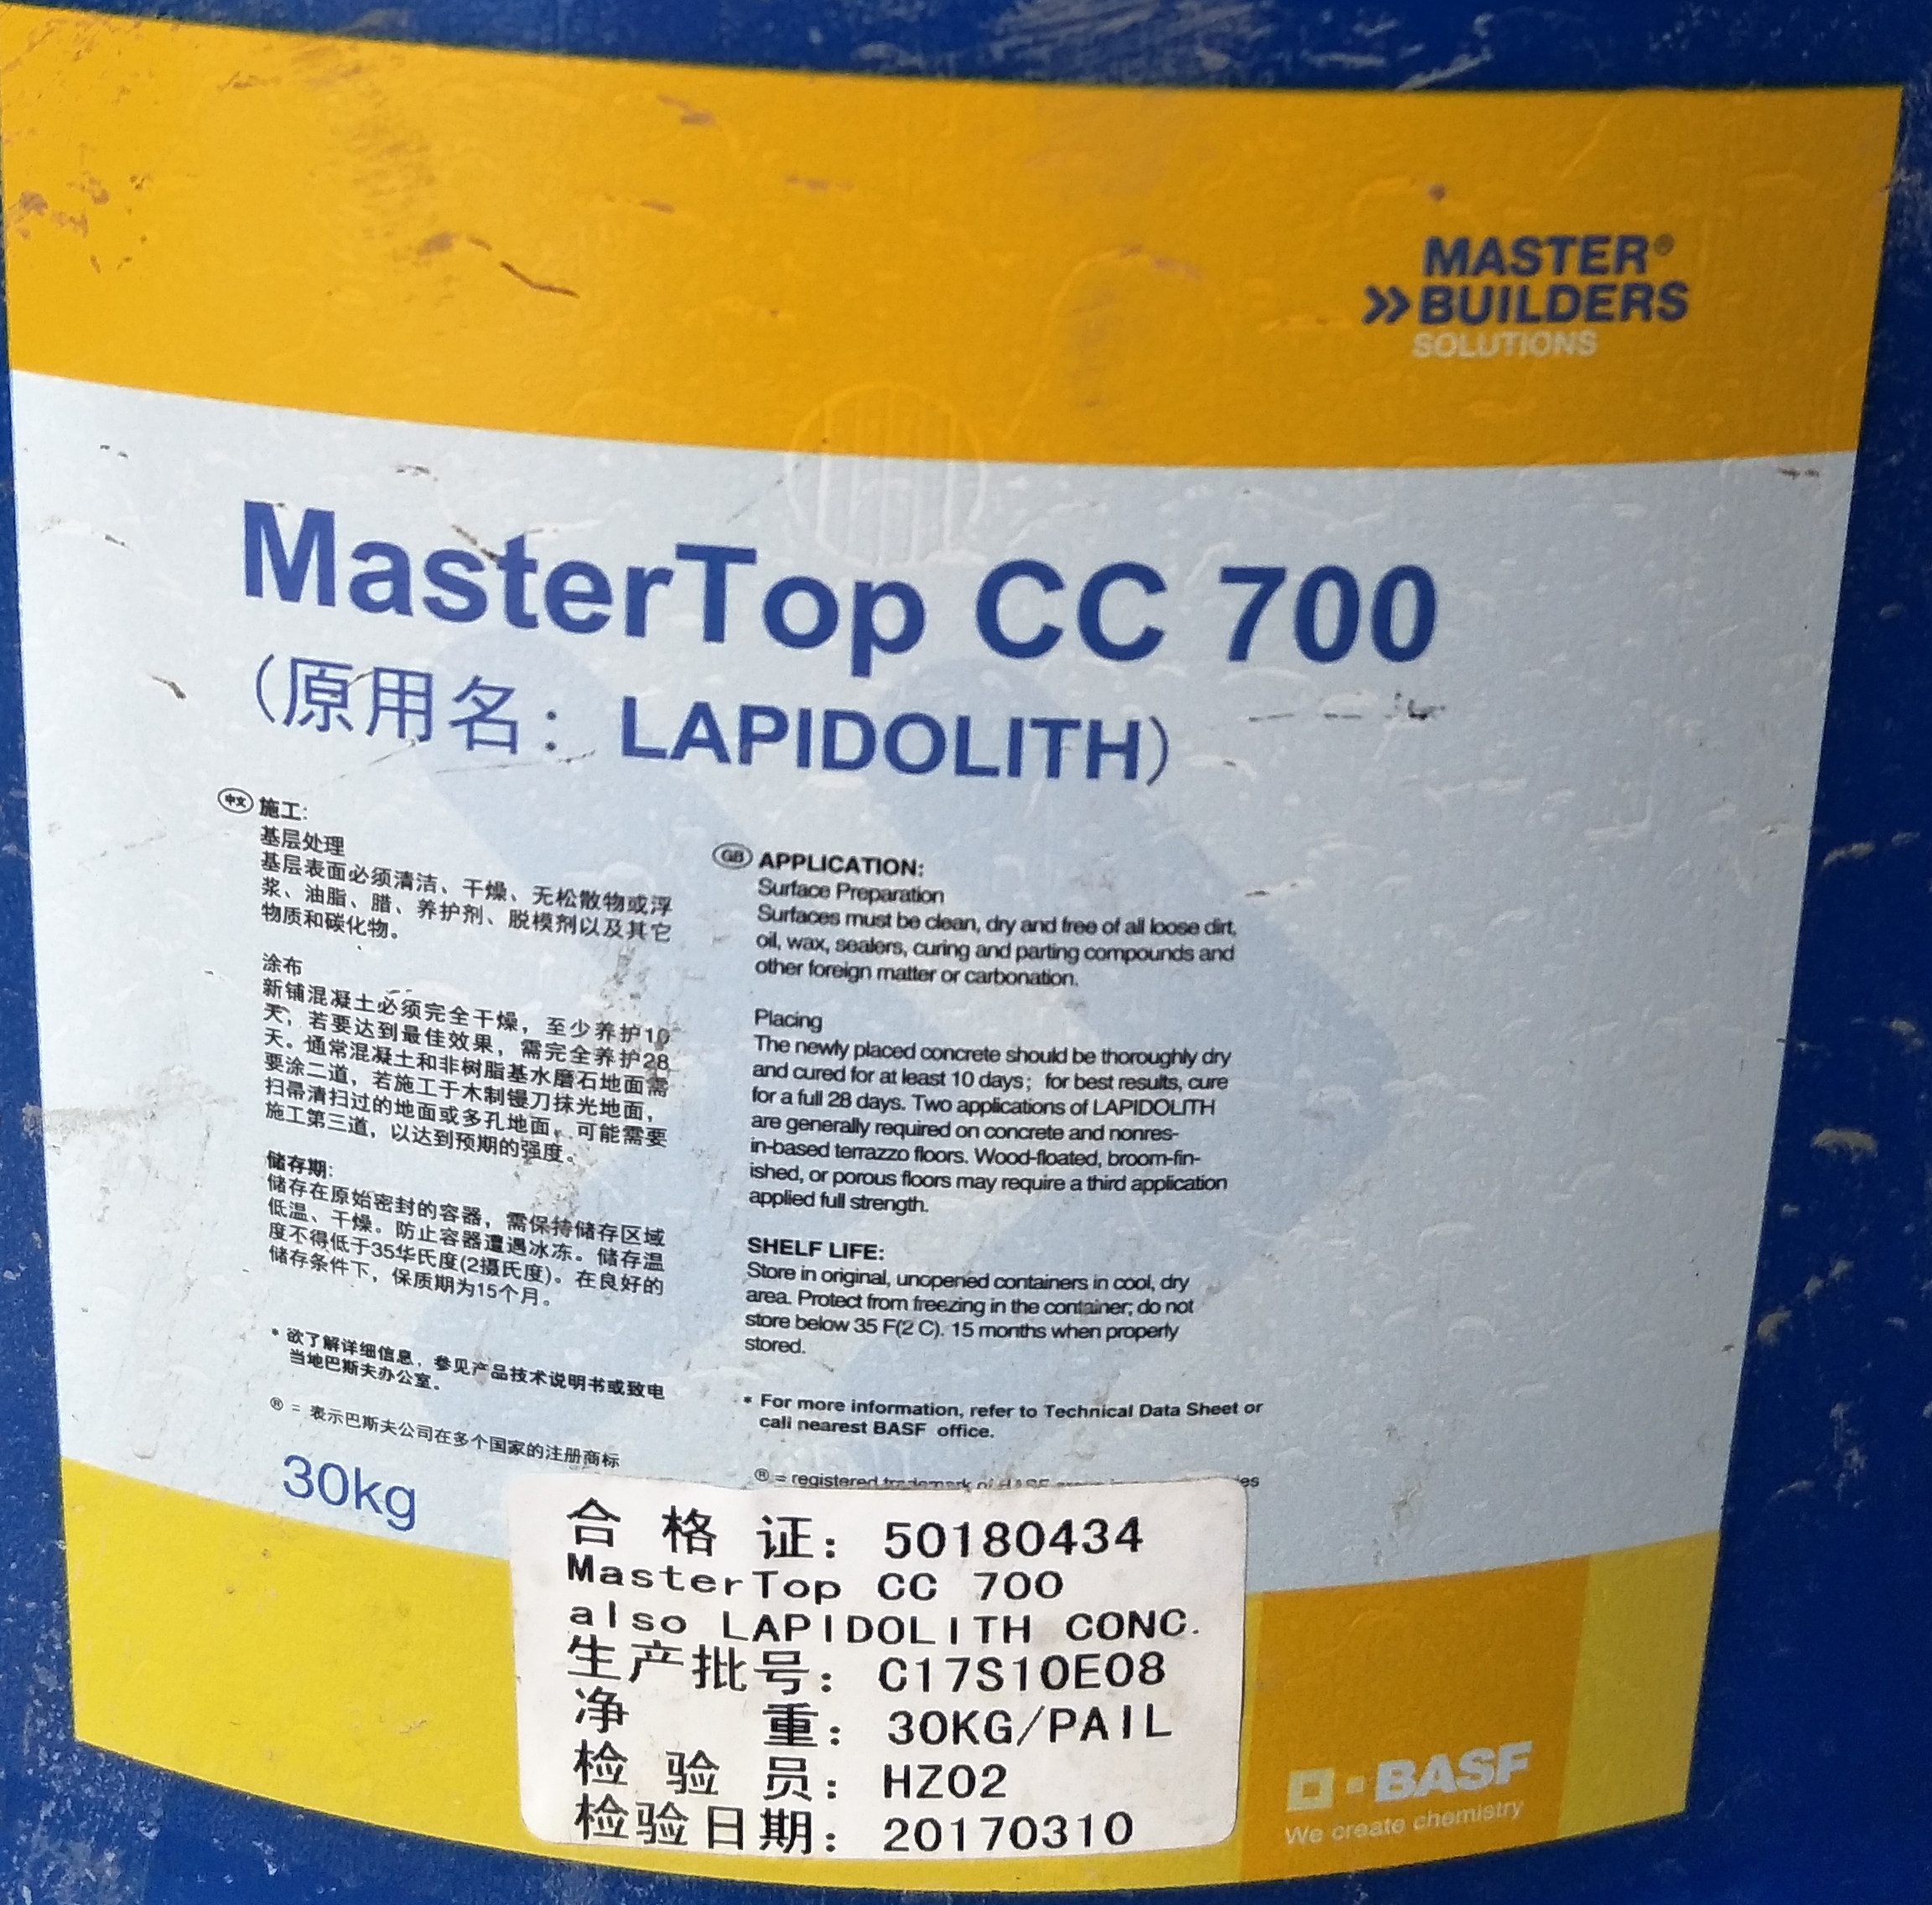 MASTER®
BUILDERS
SOLUTIONS
MasterTop CC 700
(原用名：LAPIDOLITH)
中文 施工:
基层处理
基层表面必须清洁、干燥、无松散物或浮
浆、油脂、腊、养护剂、脱模剂以及其它
物质和碳化物。
涂布
新铺混凝土必须完全干燥，至少养护10
天，若要达到最佳效果，需完全养护28
天。通常混凝土和非树脂基水磨石地面需
要涂二道，若施工于木制镘刀抹光地面，
扫帚清扫过的地面或多孔地面，可能需要
施工第三道，以达到预期的强度。
储存期:
储存在原始密封的容器，需保持储存区域
低温、干燥。防止容器遭遇冰冻。储存温
度不得低于35华氏度(2摄氏度)。在良好的
储存条件下，保质期为15个月。
* 欲了解详细信息，参见产品技术说明书或致电
当地巴斯夫办公室.
® = 表示巴斯夫公司在多个国家的注册商标
30kg
GB APPLICATION:
Surface Preparation
Surfaces must be clean, dry and free of all loose dirt,
oil, wax, sealers, curing and parting compounds and
other foreign matter or carbonation.
Placing
The newly placed concrete should be thoroughly dry
and cured for at least 10 days; for best results, cure
for a full 28 days. Two applications of LAPIDOLITH
are generally required on concrete and nonres-
in-based terrazzo floors. Wood-floated, broom-fin-
ished, or porous floors may require a third application
applied full strength.
SHELF LIFE:
Store in original, unopened containers in cool, dry
area. Protect from freezing in the container; do not
store below 35 F(2 C). 15 months when properly
stored.
* For more information, refer to Technical Data Sheet or
call nearest BASF office.
® = registered trademark of BASF
合格证：50180434
MasterTop CC 700
also LAPIDOLITH CONC.
生产批号：C17S10E08
净重：30KG/PAIL
检验员：HZ02
检验日期：20170310
BASF
We create chemistry